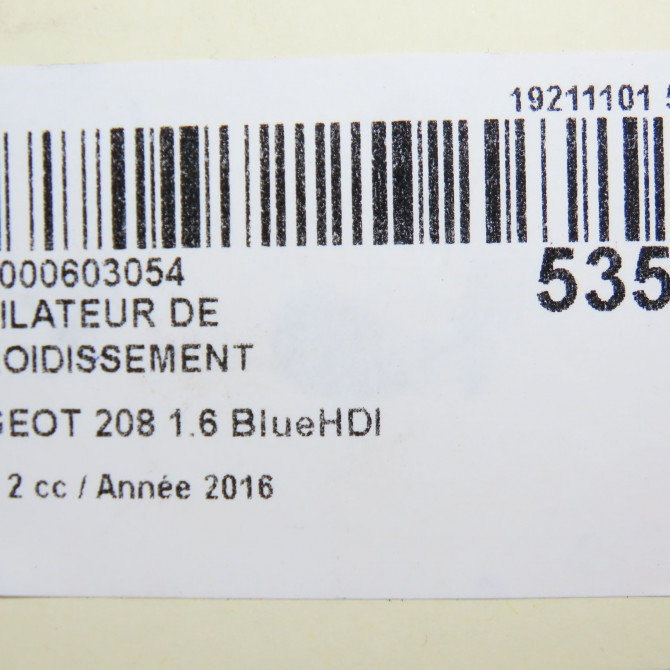 19211101 5
000603054
535
ILATEUR DE
OIDISSEMENT
GEOT 208 1.6 BlueHDI
2 cc / Année 2016